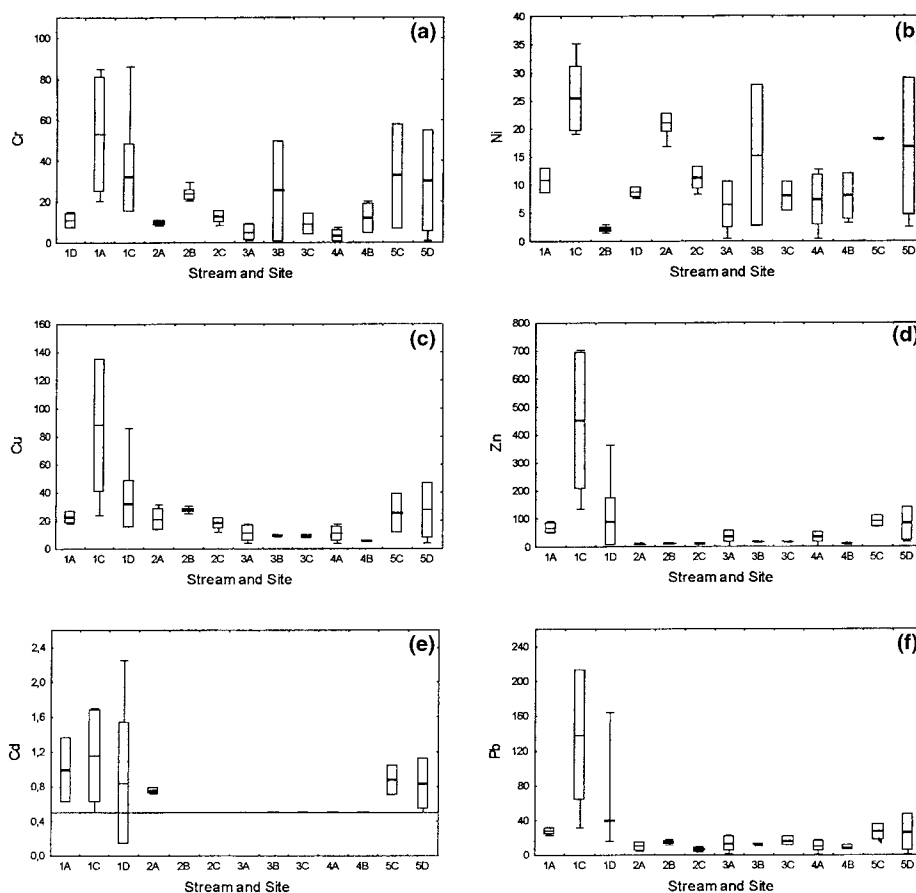 (a)
Cr
100
80
60
40
20
0
1D 1A 1C 2A 2B 2C 3A 3B 3C 4A 4B 5C 5D
Stream and Site
(b)
Ni
40
35
30
25
20
15
10
5
0
1A 1C 2B 1D 2A 2C 3A 3B 3C 4A 4B 5C 5D
Stream and Site
(c)
Cu
160
140
120
100
80
60
40
20
0
1A 1C 1D 2A 2B 2C 3A 3B 3C 4A 4B 5C 5D
Stream and Site
(d)
Zn
800
700
600
500
400
300
200
100
0
1A 1C 1D 2A 2B 2C 3A 3B 3C 4A 4B 5C 5D
Stream and Site
(e)
Cd
2,4
2,0
1,6
1,2
0,8
0,4
0,0
1A 1C 1D 2A 2B 2C 3A 3B 3C 4A 4B 5C 5D
Stream and Site
(f)
Pb
240
200
160
120
80
40
0
1A 1C 1D 2A 2B 2C 3A 3B 3C 4A 4B 5C 5D
Stream and Site